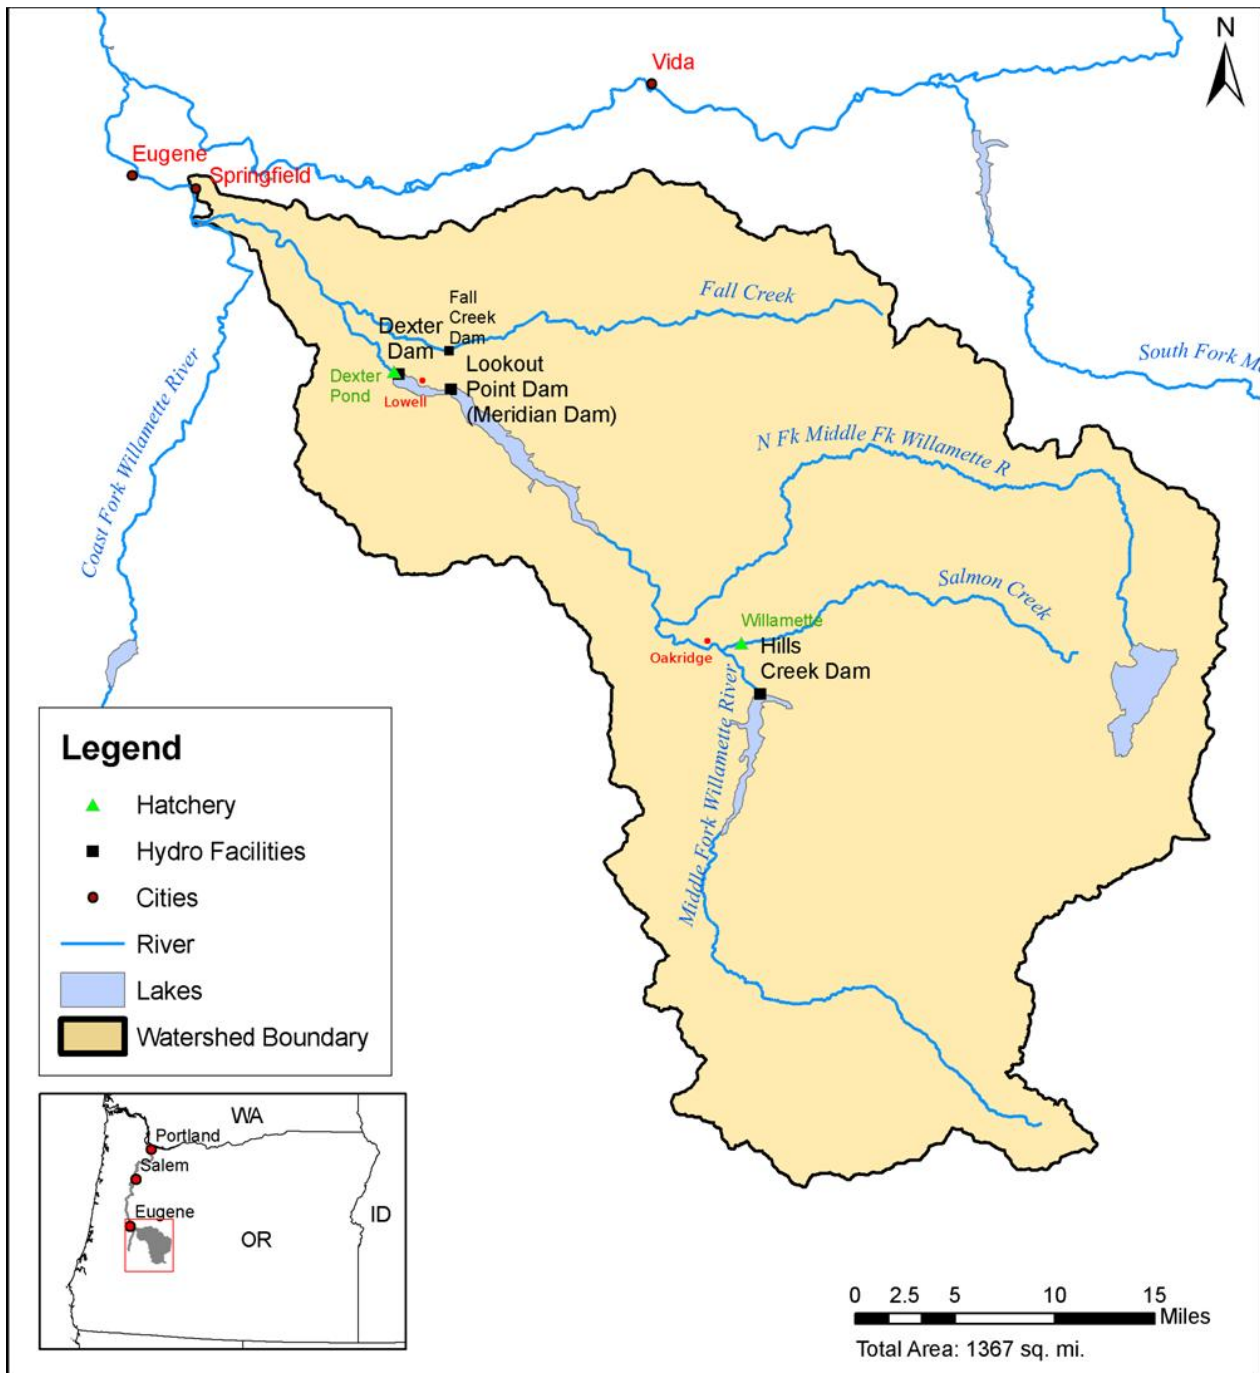 N
Vida
Eugene
Springfield
Fall Creek
Fall
Creek
Dam
Dexter
Dam
Lookout
Point Dam
(Meridian Dam)
Dexter
Pond
Lowell
South Fork M
Coast Fork Willamette River
N Fk Middle Fk Willamette R
Salmon Creek
Willamette
Hills
Creek Dam
Oakridge
Middle Fork Willamette River
Legend
Hatchery
Hydro Facilities
Cities
River
Lakes
Watershed Boundary
WA
Portland
Salem
Eugene
OR
ID
0 2.5 5 10 15
Miles
Total Area: 1367 sq. mi.